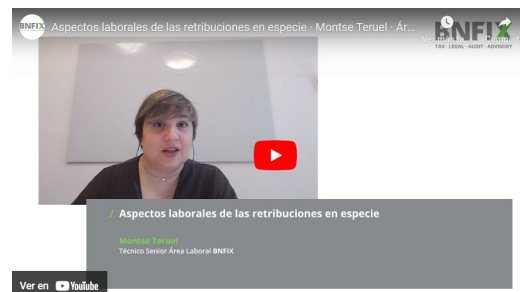 BNFIX
Aspectos laborales de las retribuciones en especie · Montse Teruel · Ár...
BNFIX
TAX · LEGAL · AUDIT · ADVISORY
/ Aspectos laborales de las retribuciones en especie
Montse Teruel
Técnico Senior Área Laboral BNFIX
Ver en YouTube